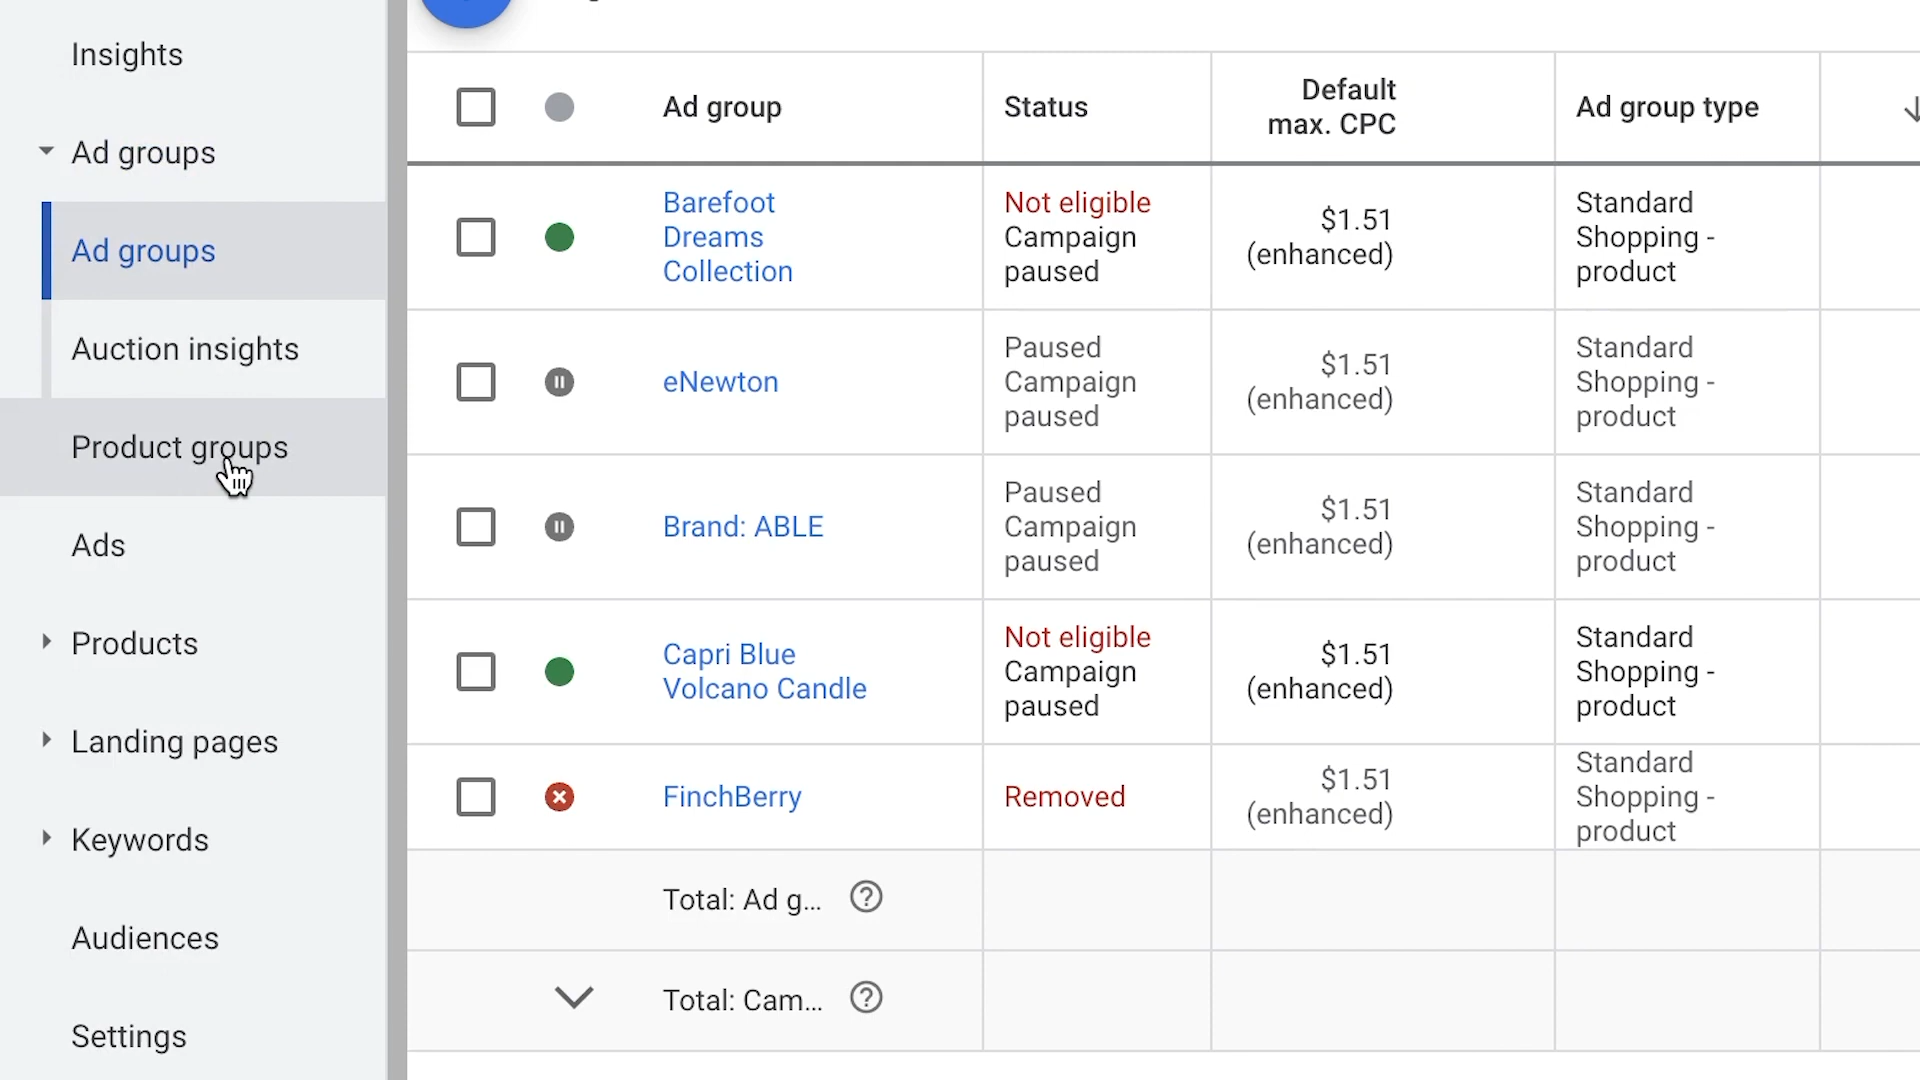 Insights
Ad groups
Ad groups
Auction insights
Product groups
Ads
Products
Landing pages
Keywords
Audiences
Settings
Ad group
Status
Default
max. CPC
Ad group type
Barefoot
Dreams
Collection
Not eligible
Campaign
paused
$1.51
(enhanced)
Standard
Shopping -
product
eNewton
Paused
Campaign
paused
$1.51
(enhanced)
Standard
Shopping -
product
Brand: ABLE
Paused
Campaign
paused
$1.51
(enhanced)
Standard
Shopping -
product
Capri Blue
Volcano Candle
Not eligible
Campaign
paused
$1.51
(enhanced)
Standard
Shopping -
product
FinchBerry
Removed
$1.51
(enhanced)
Standard
Shopping -
product
Total: Ad g...
Total: Cam...